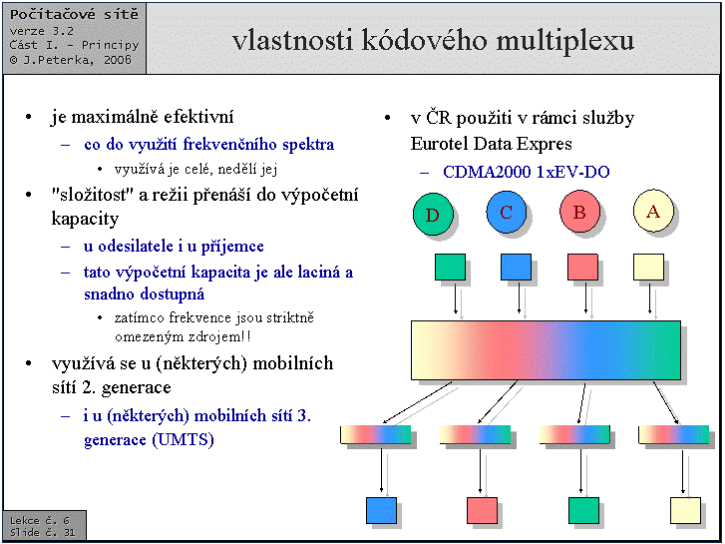 Počítačové sítě
verze 3.2
Část I. - Principy
© J.Peterka, 2006
vlastnosti kódového multiplexu
• je maximálně efektivní
– co do využití frekvenčního spektra
• využívá je celé, nedělí jej
• "složitost" a režii přenáší do výpočetní
kapacity
– u odesilatele i u příjemce
– tato výpočetní kapacita je ale laciná a
snadno dostupná
• zatímco frekvence jsou striktně
omezeným zdrojem!!
• využívá se u (některých) mobilních
sítí 2. generace
– i u (některých) mobilních sítí 3.
generace (UMTS)
• v ČR použiti v rámci služby
Eurotel Data Expres
– CDMA2000 1xEV-DO
D C B A
Lekce č. 6
Slide č. 31